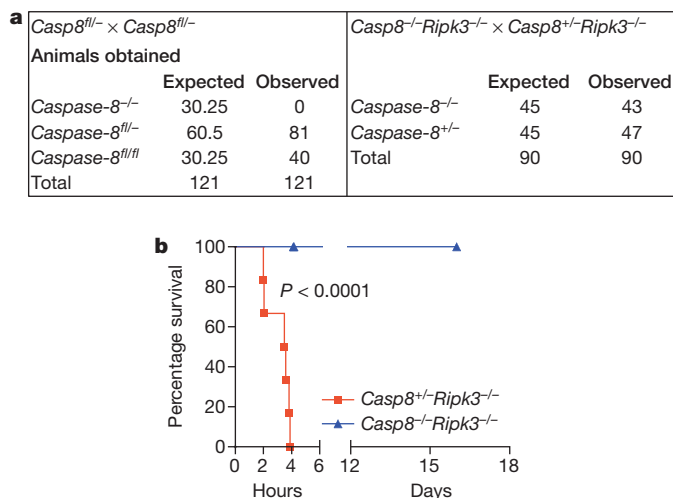 a
Casp8fl/- × Casp8fl/-
Animals obtained
Expected Observed
Caspase-8–/– 30.25 0
Caspase-8fl/– 60.5 81
Caspase-8fl/fl 30.25 40
Total 121 121
Casp8–/–Ripk3–/– × Casp8+/–Ripk3–/–
Expected Observed
Caspase-8–/– 45 43
Caspase-8+/– 45 47
Total 90 90
b
Percentage survival
100
80
60
40
20
0
P < 0.0001
Casp8+/–Ripk3–/–
Casp8–/–Ripk3–/–
0 2 4 6 12 15 18
Hours Days